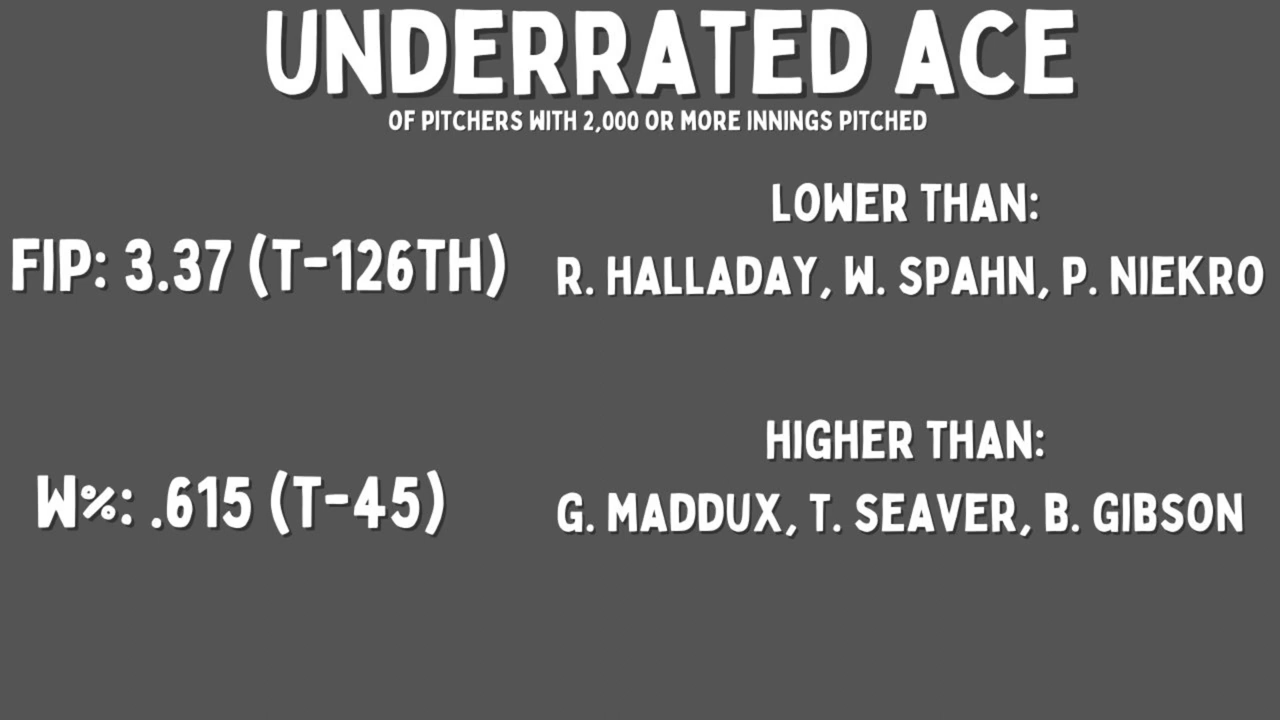 UNDERRATED ACE
OF PITCHERS WITH 2,000 OR MORE INNINGS PITCHED
LOWER THAN:
FIP: 3.37 (T-126TH)
R. HALLADAY, W. SPAHN, P. NIEKRO
HIGHER THAN:
W%: .615 (T-45)
G. MADDUX, T. SEAVER, B. GIBSON